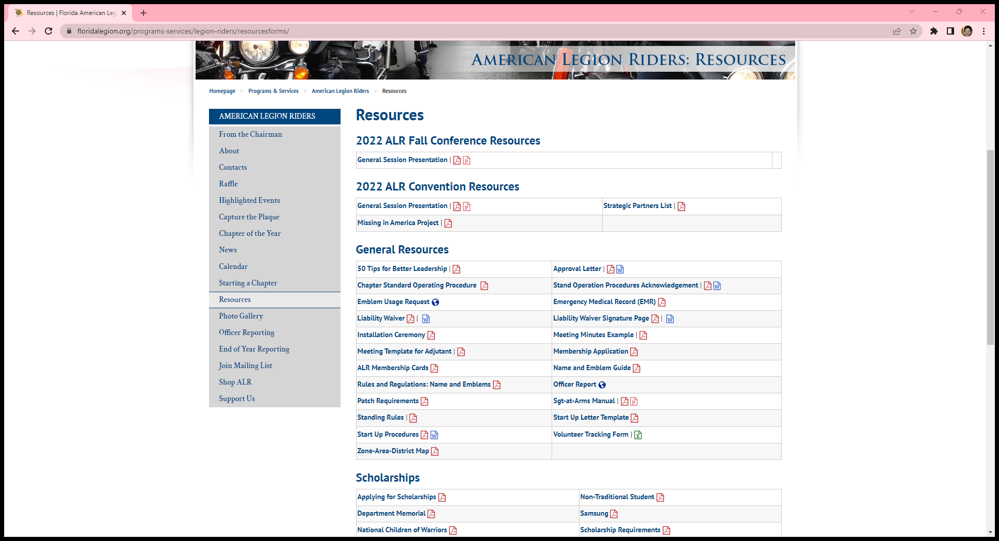 Resources | Florida American Leg
floridalegion.org/programs-services/legion-riders/resourcesforms/
American Legion Riders: Resources
Homepage > Programs & Services > American Legion Riders > Resources
AMERICAN LEGION RIDERS
From the Chairman
About
Contacts
Raffle
Highlighted Events
Capture the Plaque
Chapter of the Year
News
Calendar
Starting a Chapter
Resources
Photo Gallery
Officer Reporting
End of Year Reporting
Join Mailing List
Shop ALR
Support Us
Resources
2022 ALR Fall Conference Resources
General Session Presentation |
2022 ALR Convention Resources
General Session Presentation | Strategic Partners List |
Missing in America Project |
General Resources
50 Tips for Better Leadership | Approval Letter |
Chapter Standard Operating Procedure Stand Operation Procedures Acknowledgement |
Emblem Usage Request Emergency Medical Record (EMR)
Liability Waiver | Liability Waiver Signature Page |
Installation Ceremony Meeting Minutes Example |
Meeting Template for Adjutant | Membership Application
ALR Membership Cards Name and Emblem Guide
Rules and Regulations: Name and Emblems Officer Report
Patch Requirements Sgt-at-Arms Manual |
Standing Rules | Start Up Letter Template
Start Up Procedures Volunteer Tracking Form |
Zone-Area-District Map
Scholarships
Applying for Scholarships Non-Traditional Student
Department Memorial Samsung
National Children of Warriors Scholarship Requirements